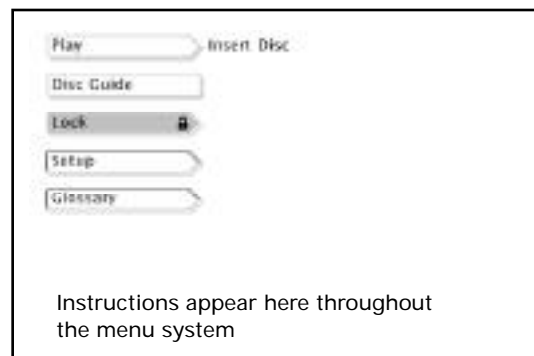 Play Insert Disc
Disc Guide
Lock
Setup
Glossary
Instructions appear here throughout
the menu system